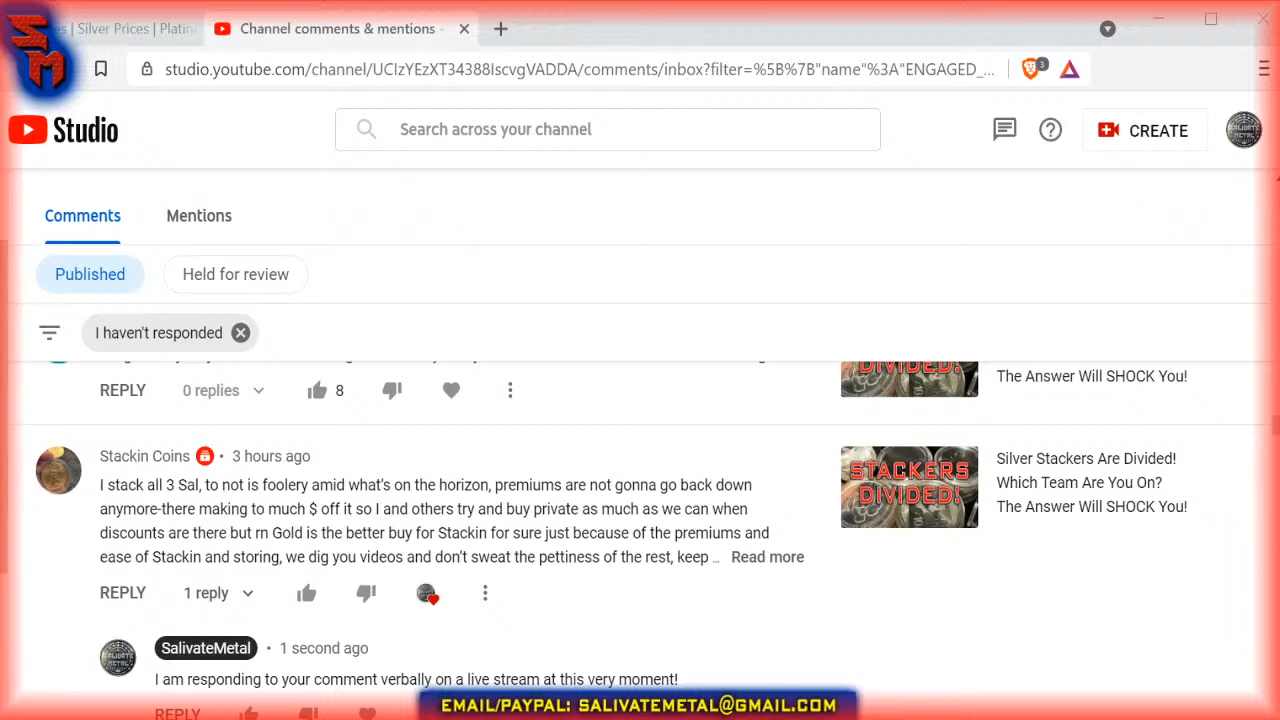 SM
es | Silver Prices | Platin
Channel comments & mentions -
studio.youtube.com/channel/UCIzYEzXT34388IscvgVADDA/comments/inbox?filter=%5B%7B"name"%3A"ENGAGED_...
3
Studio
Search across your channel
CREATE
Comments
Mentions
Published
Held for review
I haven't responded
REPLY
0 replies
8
DIVIDED!
The Answer Will SHOCK You!
Stackin Coins • 3 hours ago
I stack all 3 Sal, to not is folery amid what's on the horizon, premiums are not gonna go back down
anymore-there making to much $ off it so I and others try and buy private as much as we can when
discounts are there but rn Gold is the better buy for Stackin for sure just because of the premiums and
ease of Stackin and storing, we dig you videos and don't sweat the pettiness of the rest, keep ... Read more
STACKERS
DIVIDED!
Silver Stackers Are Divided!
Which Team Are You On?
The Answer Will SHOCK You!
REPLY
1 reply
SalivateMetal • 1 second ago
I am responding to your comment verbally on a live stream at this very moment!
REPLY
EMAIL/PAYPAL: SALIVATEMETAL@GMAIL.COM